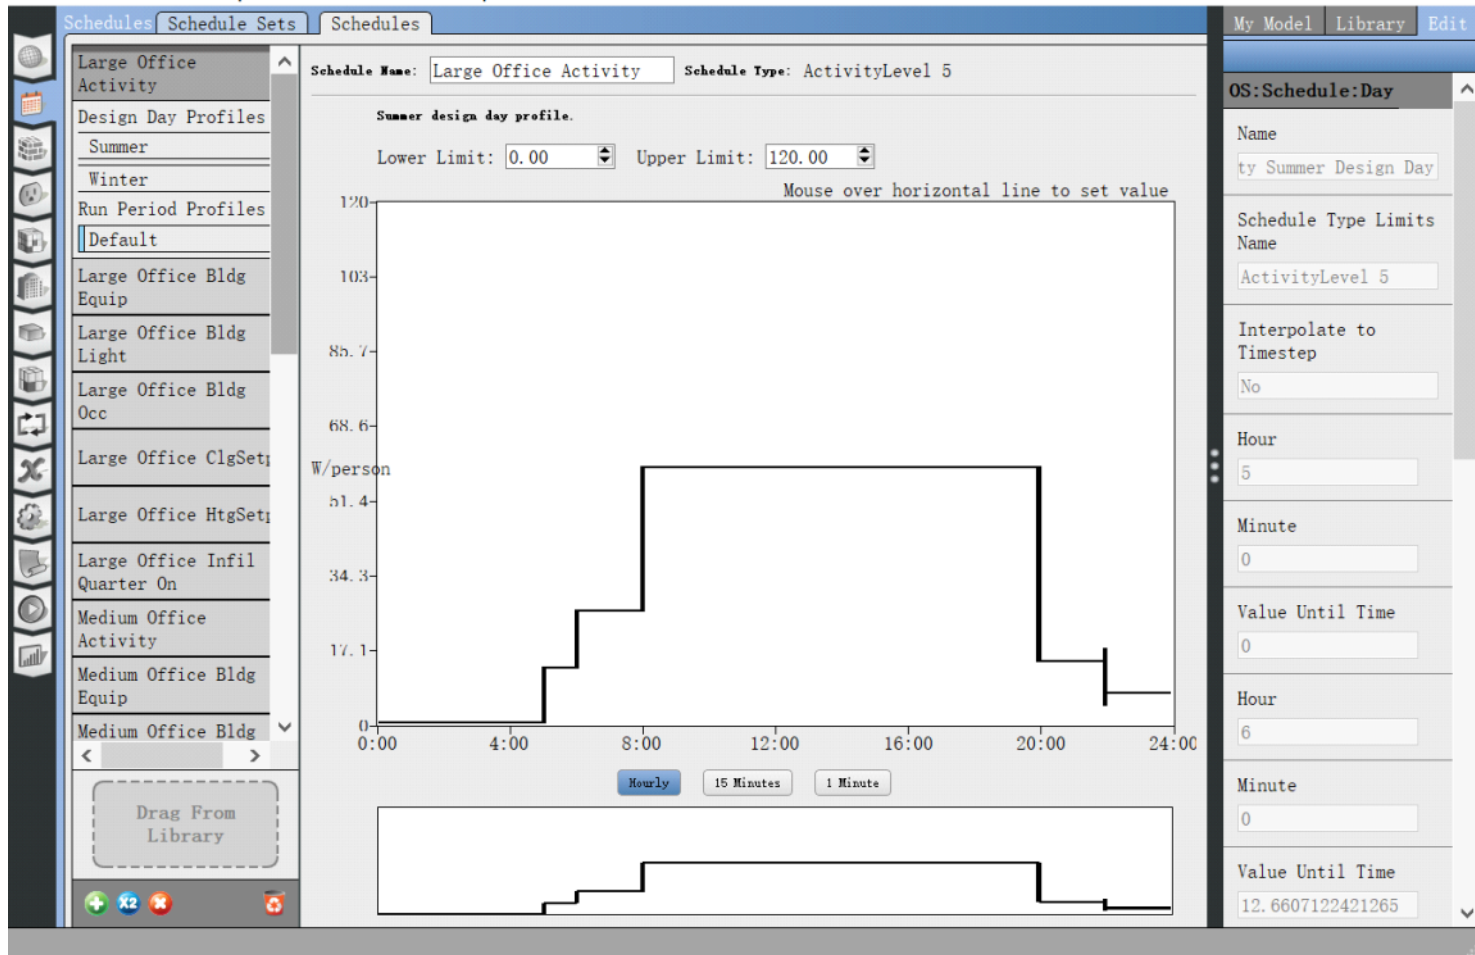 Schedules Schedule Sets Schedules
My Model Library Edit
Large Office
Activity
Design Day Profiles
Summer
Winter
Run Period Profiles
Default
Large Office Bldg
Equip
Large Office Bldg
Light
Large Office Bldg
Occ
Large Office ClgSetp
Large Office HtgSetp
Large Office Infil
Quarter On
Medium Office
Activity
Medium Office Bldg
Equip
Medium Office Bldg
Drag From
Library
X2
Schedule Name: Large Office Activity Schedule Type: ActivityLevel 5
Summer design day profile.
Lower Limit: 0.00 Upper Limit: 120.00
Mouse over horizontal line to set value
120
103
85.7
68.6
W/person
51.4
34.3
17.1
0
0:00 4:00 8:00 12:00 16:00 20:00 24:00
Hourly 15 Minutes 1 Minute
OS:Schedule:Day
Name
ty Summer Design Day
Schedule Type Limits
Name
ActivityLevel 5
Interpolate to
Timestep
No
Hour
5
Minute
0
Value Until Time
0
Hour
6
Minute
0
Value Until Time
12.6607122421265